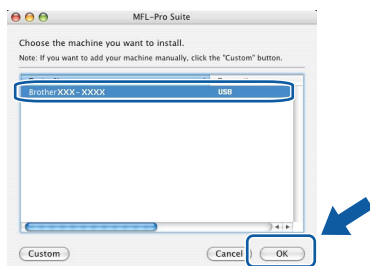 MFL-Pro Suite
Choose the machine you want to install.
Note: If you want to add your machine manually, click the "Custom" button.
BrotherXXX-XXXX USB
Custom Cancel OK